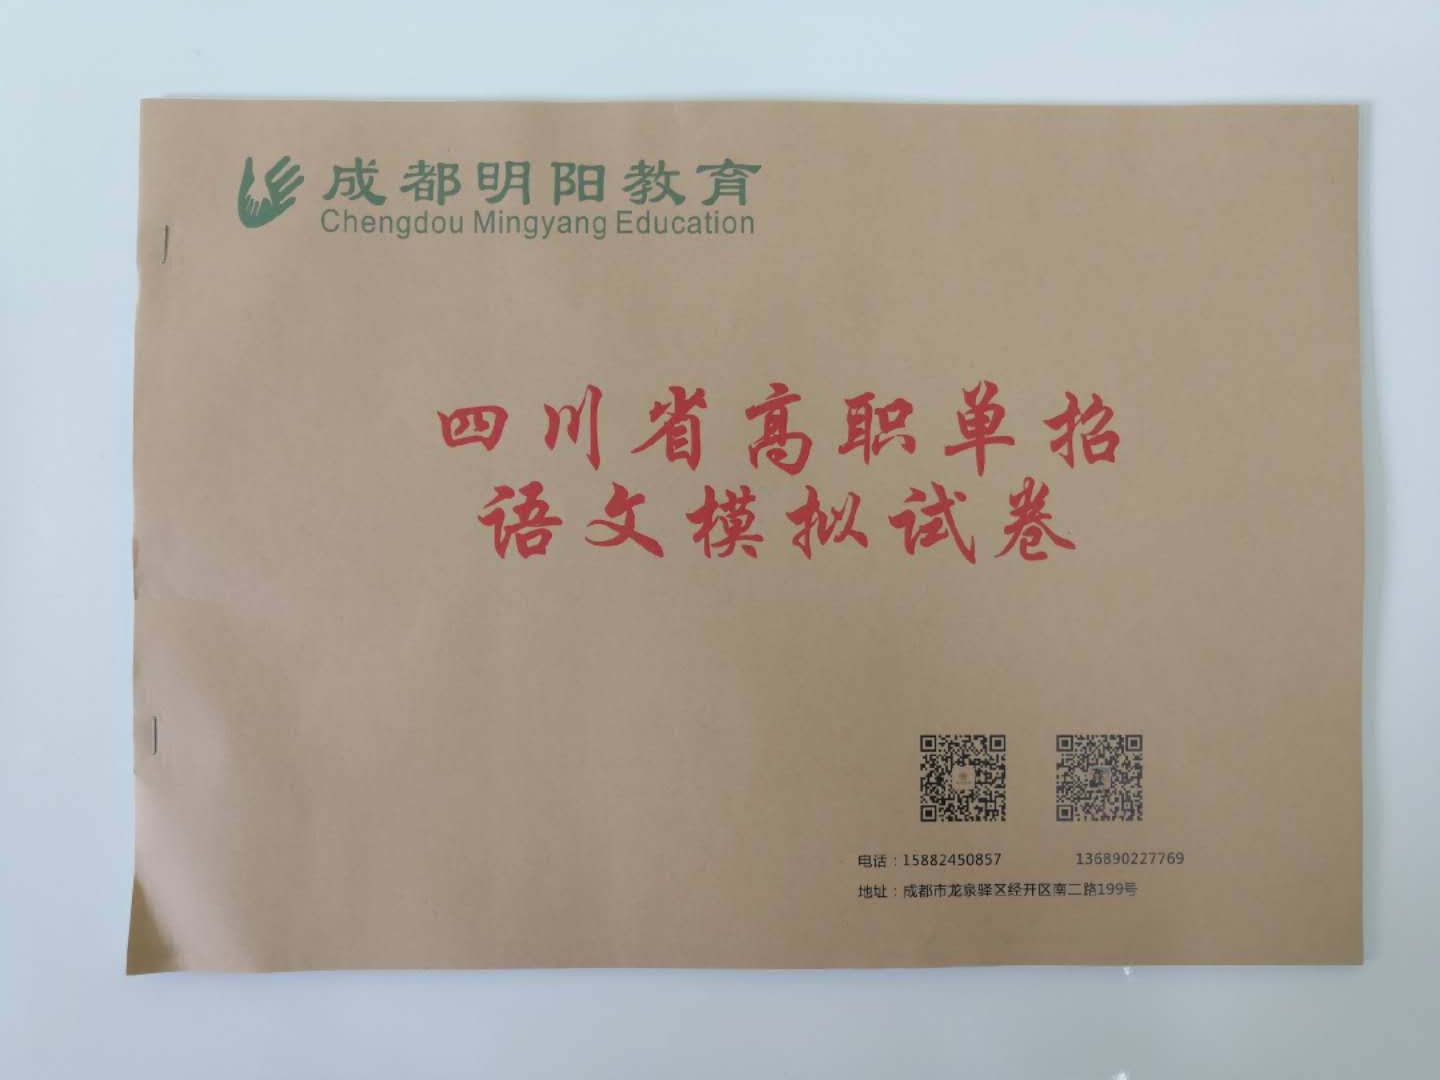 成都明阳教育
Chengdou Mingyang Education
四川省高职单招
语文模拟试卷
电话：15882450857 136890227769
地址：成都市龙泉驿区经开区南二路199号